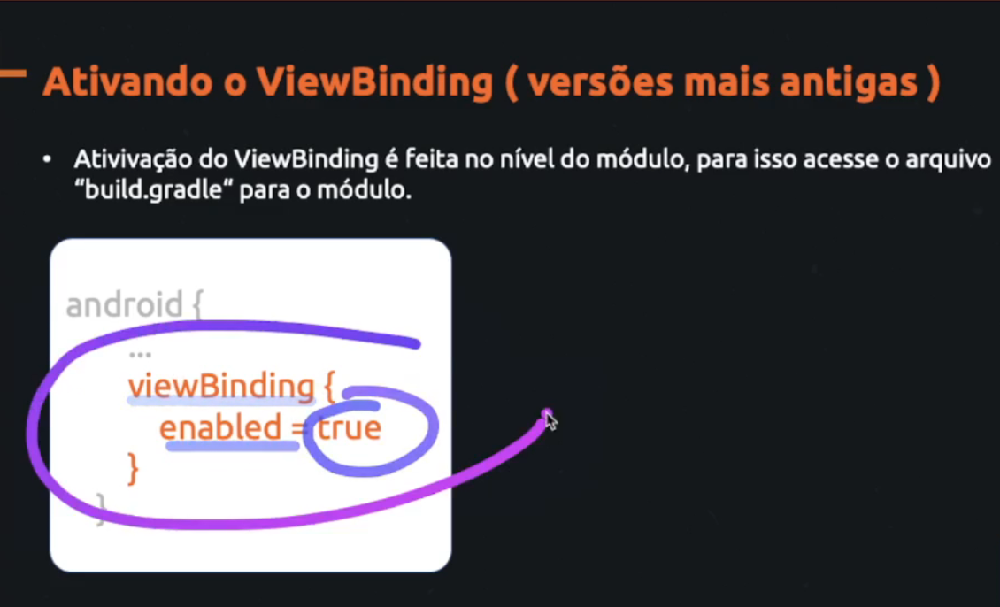 Ativando o ViewBinding ( versões mais antigas )
• Ativivação do ViewBinding é feita no nível do módulo, para isso acesse o arquivo
“build.gradle” para o módulo.
android {
...
viewBinding {
enabled = true
}
}